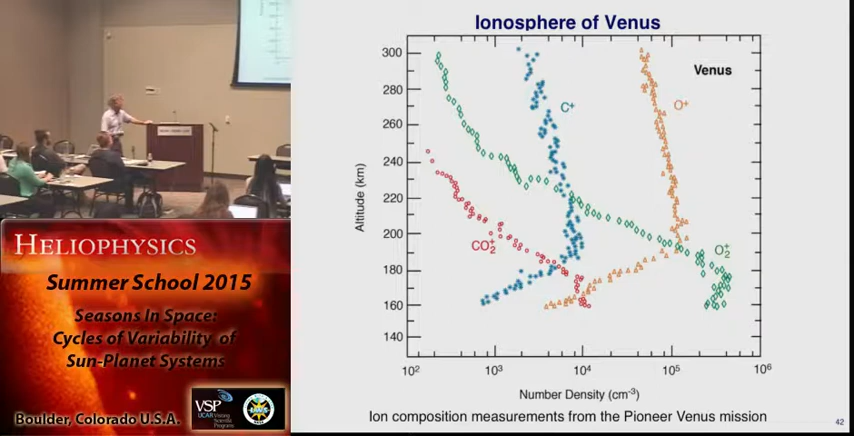 HELIOPHYSICS
Summer School 2015
Seasons In Space:
Cycles of Variability of
Sun-Planet Systems
VSP
UCAR Visiting
Scientist
Programs
Boulder, Colorado U.S.A.
Ionosphere of Venus
Venus
C+
O+
CO2+
O2+
300
280
260
240
220
200
180
160
140
Altitude (km)
10² 10³ 10⁴ 10⁵ 10⁶
Number Density (cm-3)
Ion composition measurements from the Pioneer Venus mission
42